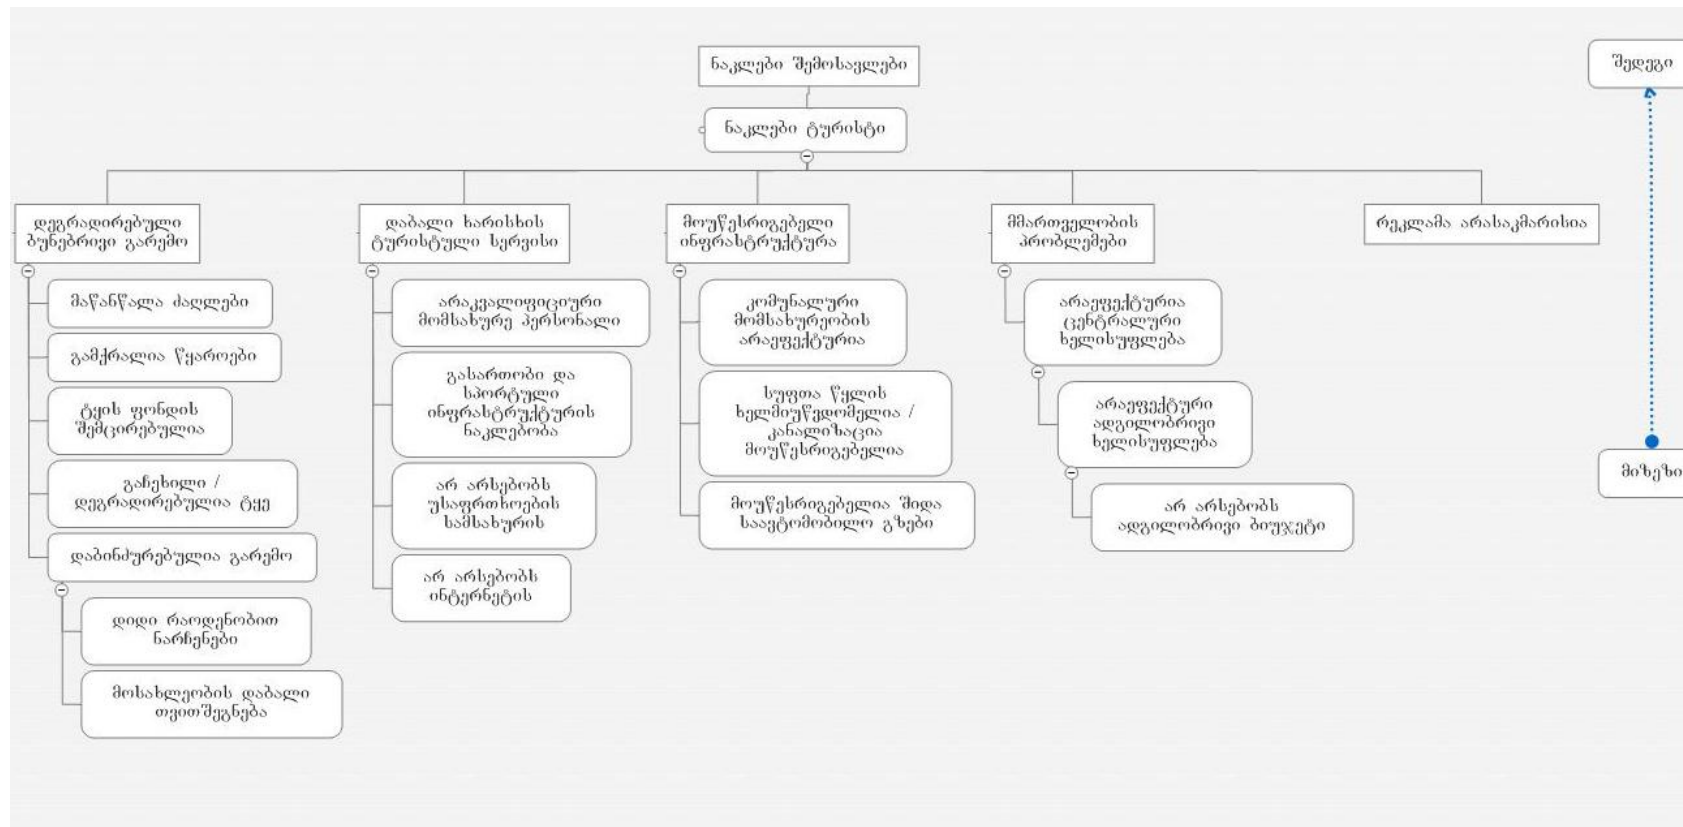 ნაკლები შემოსავლები
ნაკლები ტურისტი
დეგრადირებული
ბუნებრივი გარემო
მაწანწალა ძაღლები
გამქრალია წყაროები
ტყის ფონდის
შემცირებულია
გაჩეხილი /
დეგრადირებულია ტყე
დაბინძურებულია გარემო
დიდი რაოდენობით
ნარჩენები
მოსახლეობის დაბალი
თვითშეგნება
დაბალი ხარისხის
ტურისტული სერვისი
არაკვალიფიციური
მომსახურე პერსონალი
გასართობი და
სპორტული
ინფრასტრუქტურის
ნაკლებობა
არ არსებობს
უსაფრთხოების
სამსახურის
არ არსებობს
ინტერნეტის
მოუწესრიგებელი
ინფრასტრუქტურა
კომუნალური
მომსახურეობის
არაეფექტურია
სუფთა წყლის
ხელმიუწვდომელია /
კანალიზაცია
მოუწესრიგებელია
მოუწესრიგებელია შიდა
საავტომობილო გზები
მმართველობის
პრობლემები
არაეფექტურია
ცენტრალური
ხელისუფლება
არაეფექტური
ადგილობრივი
ხელისუფლება
არ არსებობს
ადგილობრივი ბიუჯეტი
რეკლამა არასაკმარისია
შედეგი
მიზეზი